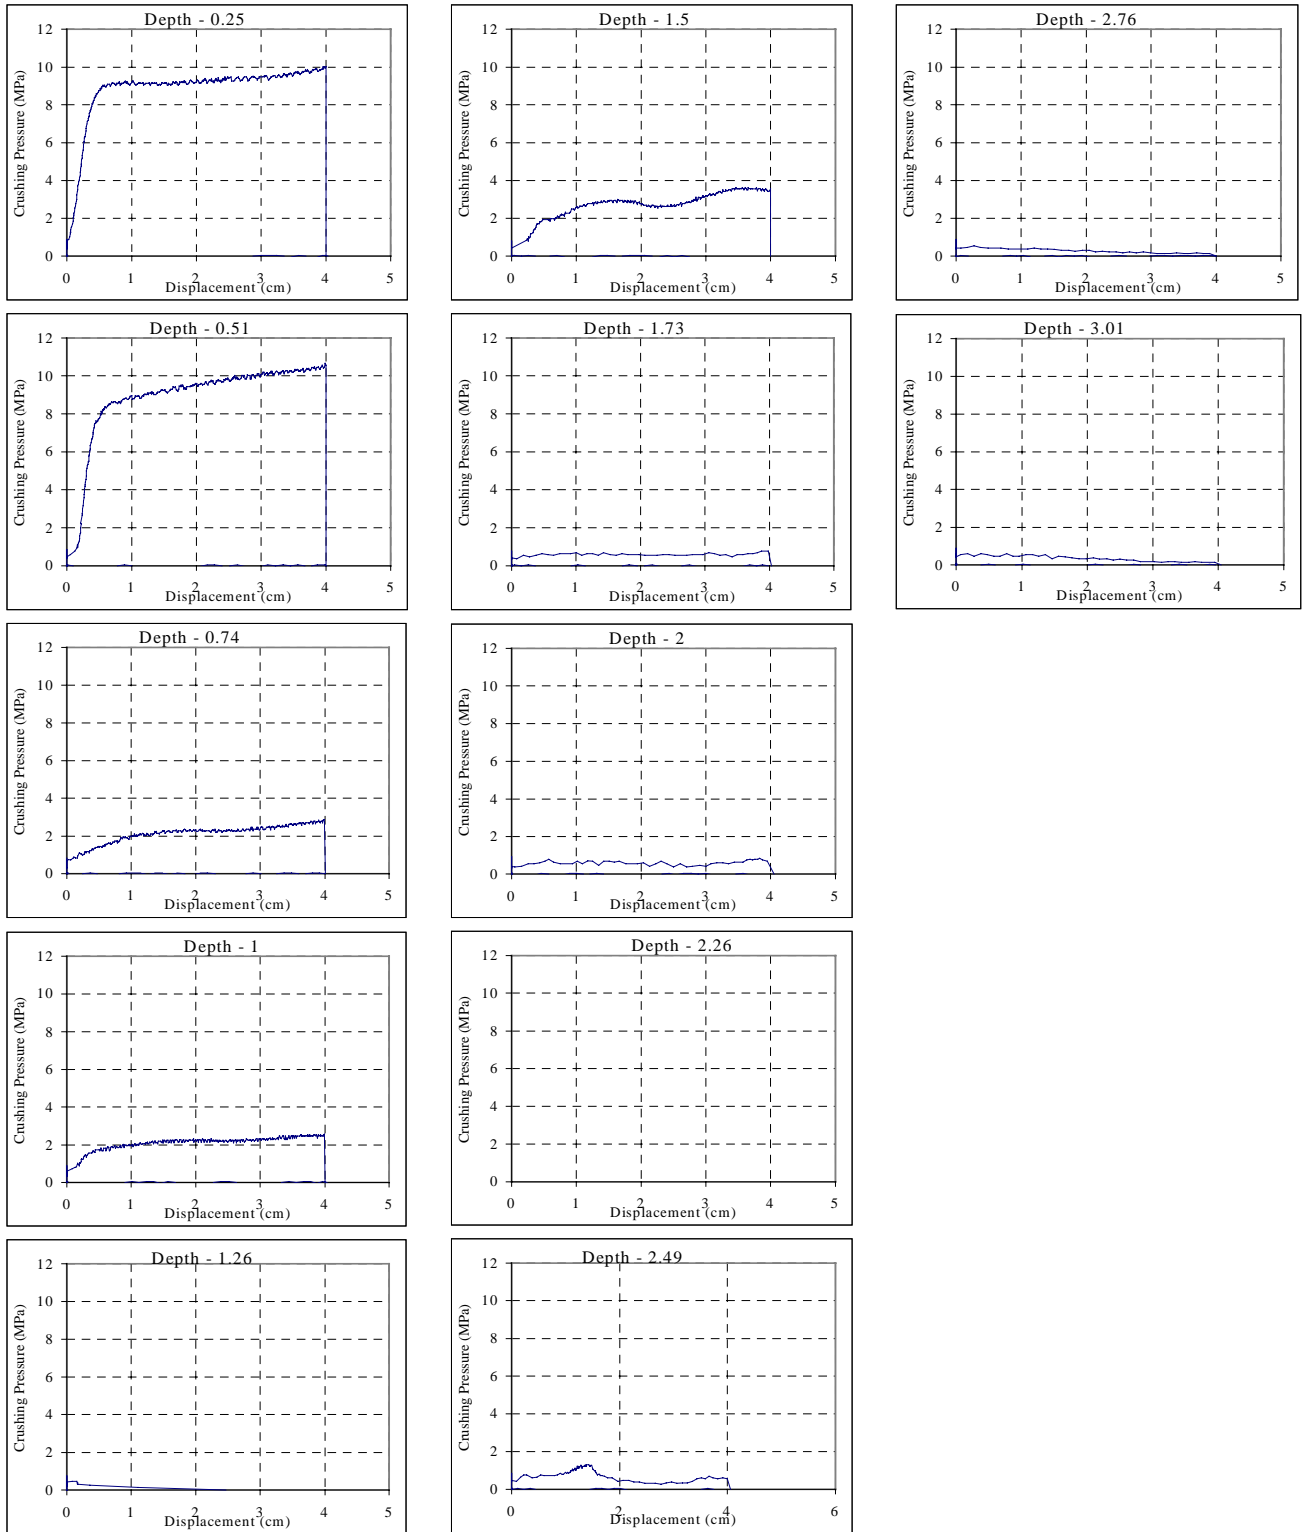 Depth - 0.25
12
10
8
6
4
2
0
Crushing Pressure (MPa)
0 1 2 3 4 5
Displacement (cm)
Depth - 0.51
12
10
8
6
4
2
0
Crushing Pressure (MPa)
0 1 2 3 4 5
Displacement (cm)
Depth - 0.74
12
10
8
6
4
2
0
Crushing Pressure (MPa)
0 1 2 3 4 5
Displacement (cm)
Depth - 1
12
10
8
6
4
2
0
Crushing Pressure (MPa)
0 1 2 3 4 5
Displacement (cm)
Depth - 1.26
12
10
8
6
4
2
0
Crushing Pressure (MPa)
0 1 2 3 4 5
Displacement (cm)
Depth - 1.5
12
10
8
6
4
2
0
Crushing Pressure (MPa)
0 1 2 3 4 5
Displacement (cm)
Depth - 1.73
12
10
8
6
4
2
0
Crushing Pressure (MPa)
0 1 2 3 4 5
Displacement (cm)
Depth - 2
12
10
8
6
4
2
0
Crushing Pressure (MPa)
0 1 2 3 4 5
Displacement (cm)
Depth - 2.26
12
10
8
6
4
2
0
Crushing Pressure (MPa)
0 1 2 3 4 5
Displacement (cm)
Depth - 2.49
12
10
8
6
4
2
0
Crushing Pressure (MPa)
0 2 4 6
Displacement (cm)
Depth - 2.76
12
10
8
6
4
2
0
Crushing Pressure (MPa)
0 1 2 3 4 5
Displacement (cm)
Depth - 3.01
12
10
8
6
4
2
0
Crushing Pressure (MPa)
0 1 2 3 4 5
Displacement (cm)